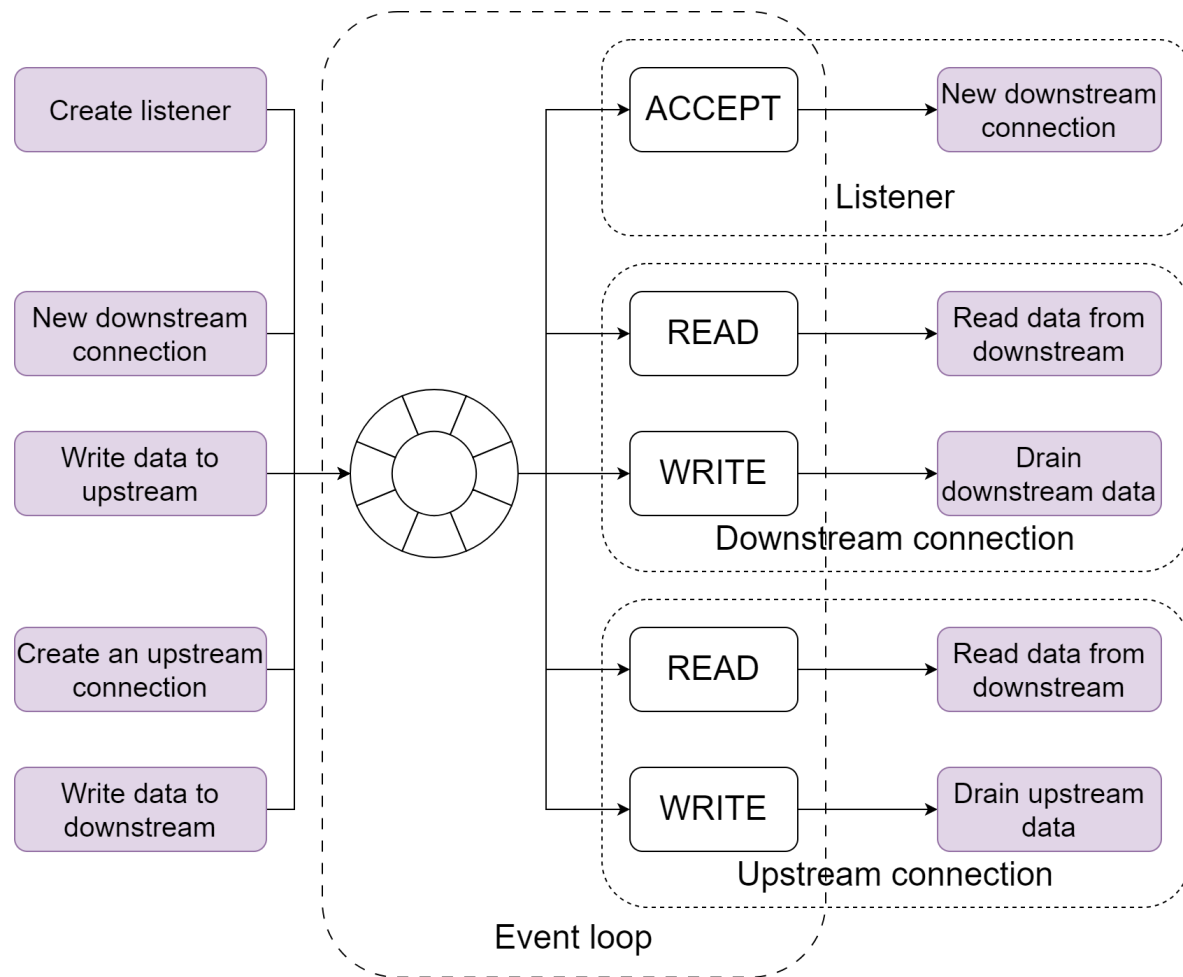 Create listener
New downstream
connection
Write data to
upstream
Create an upstream
connection
Write data to
downstream
ACCEPT
New downstream
connection
Listener
READ
Read data from
downstream
WRITE
Drain
downstream data
Downstream connection
READ
Read data from
downstream
WRITE
Drain upstream
data
Upstream connection
Event loop